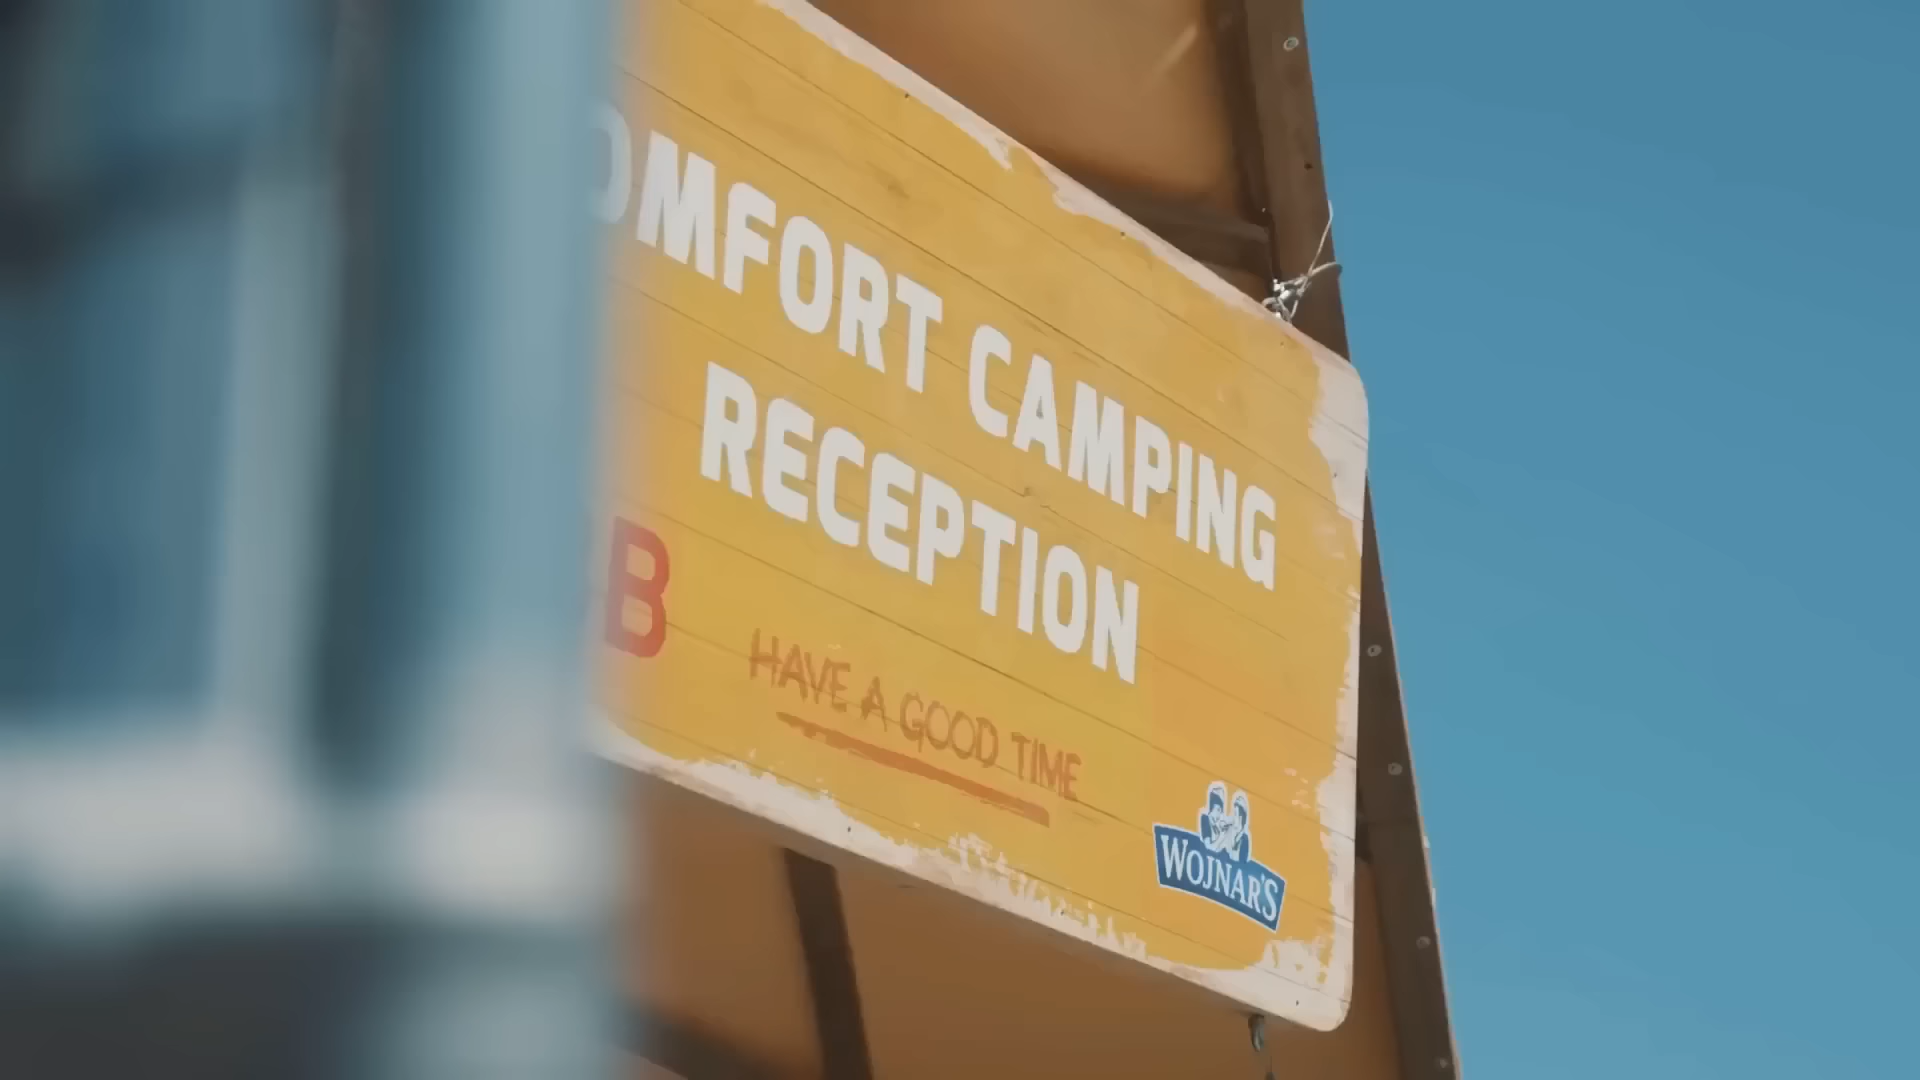 OMFORT CAMPING
RECEPTION
B
HAVE A GOOD TIME
WOJNAR'S